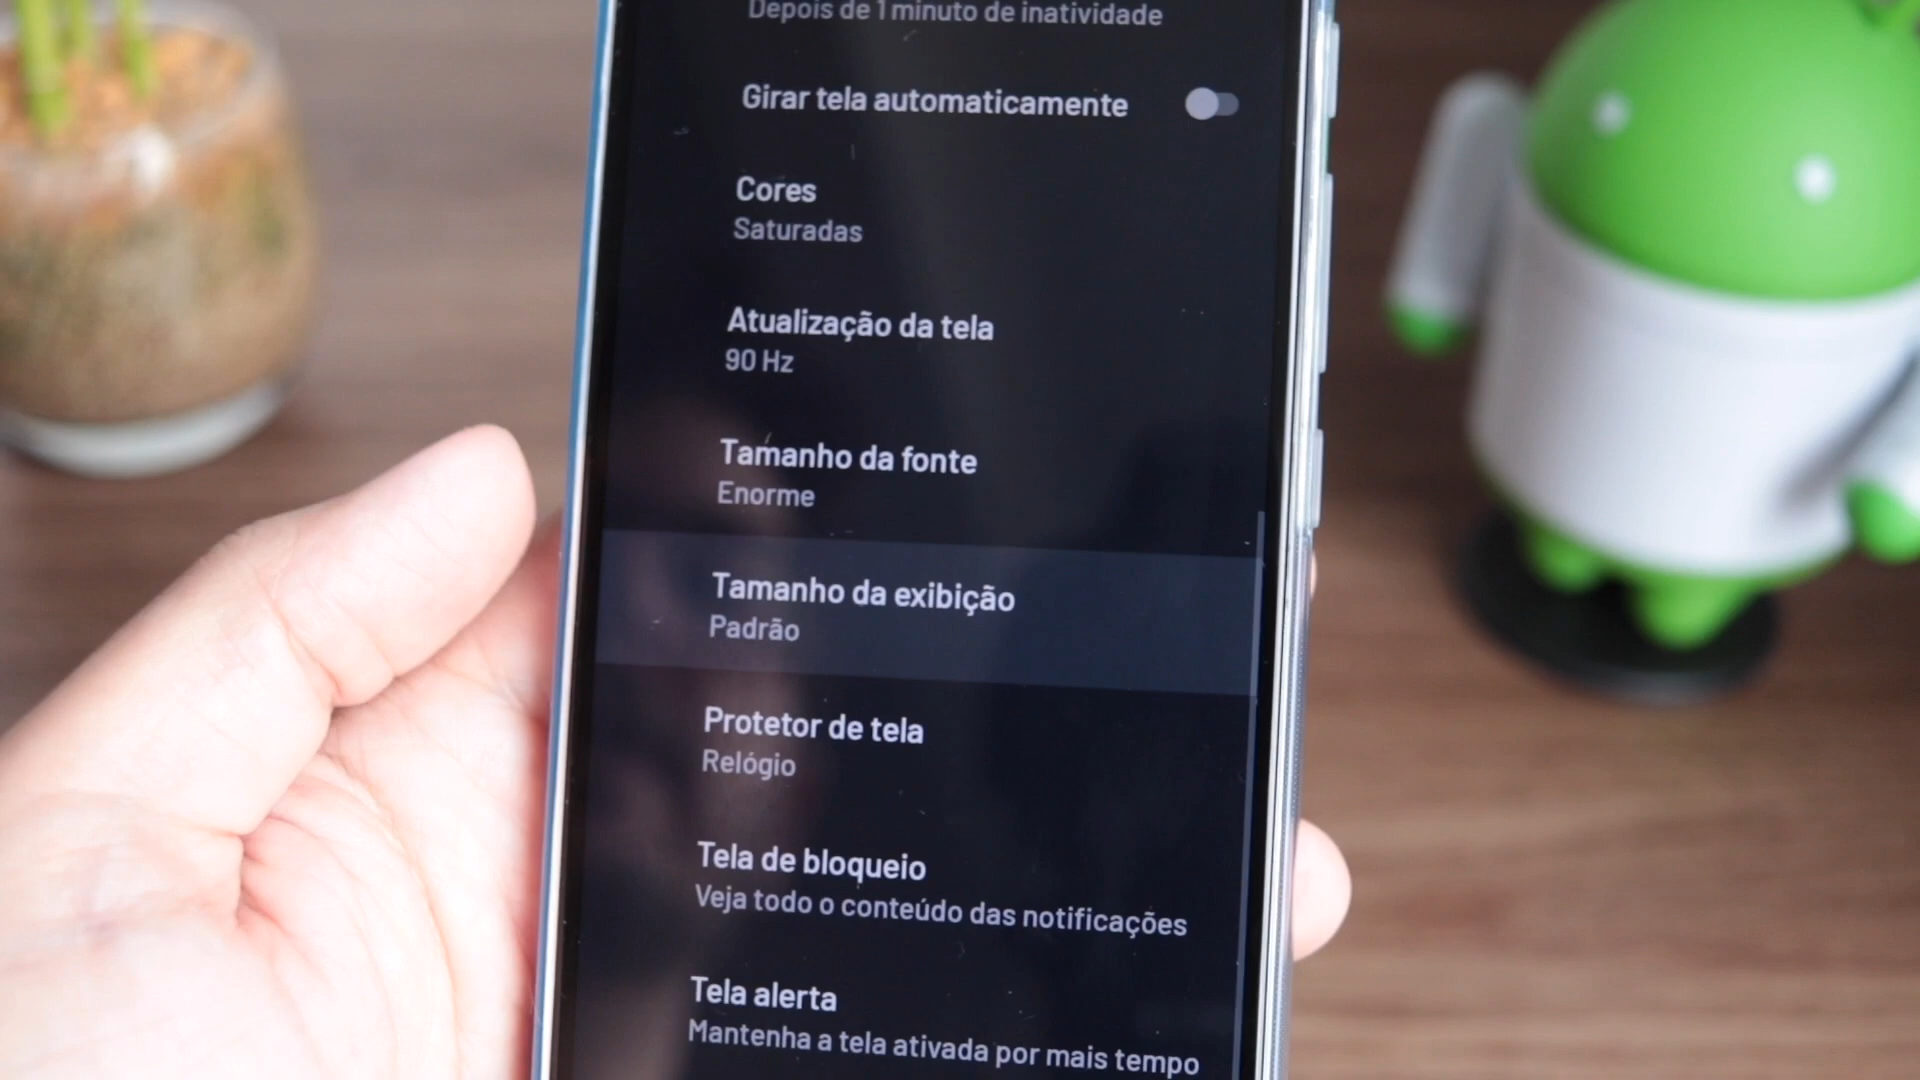 Depois de 1 minuto de inatividade
Girar tela automaticamente
Cores
Saturadas
Atualização da tela
90 Hz
Tamanho da fonte
Enorme
Tamanho da exibição
Padrão
Protetor de tela
Relógio
Tela de bloqueio
Veja todo o conteúdo das notificações
Tela alerta
Mantenha a tela ativada por mais tempo